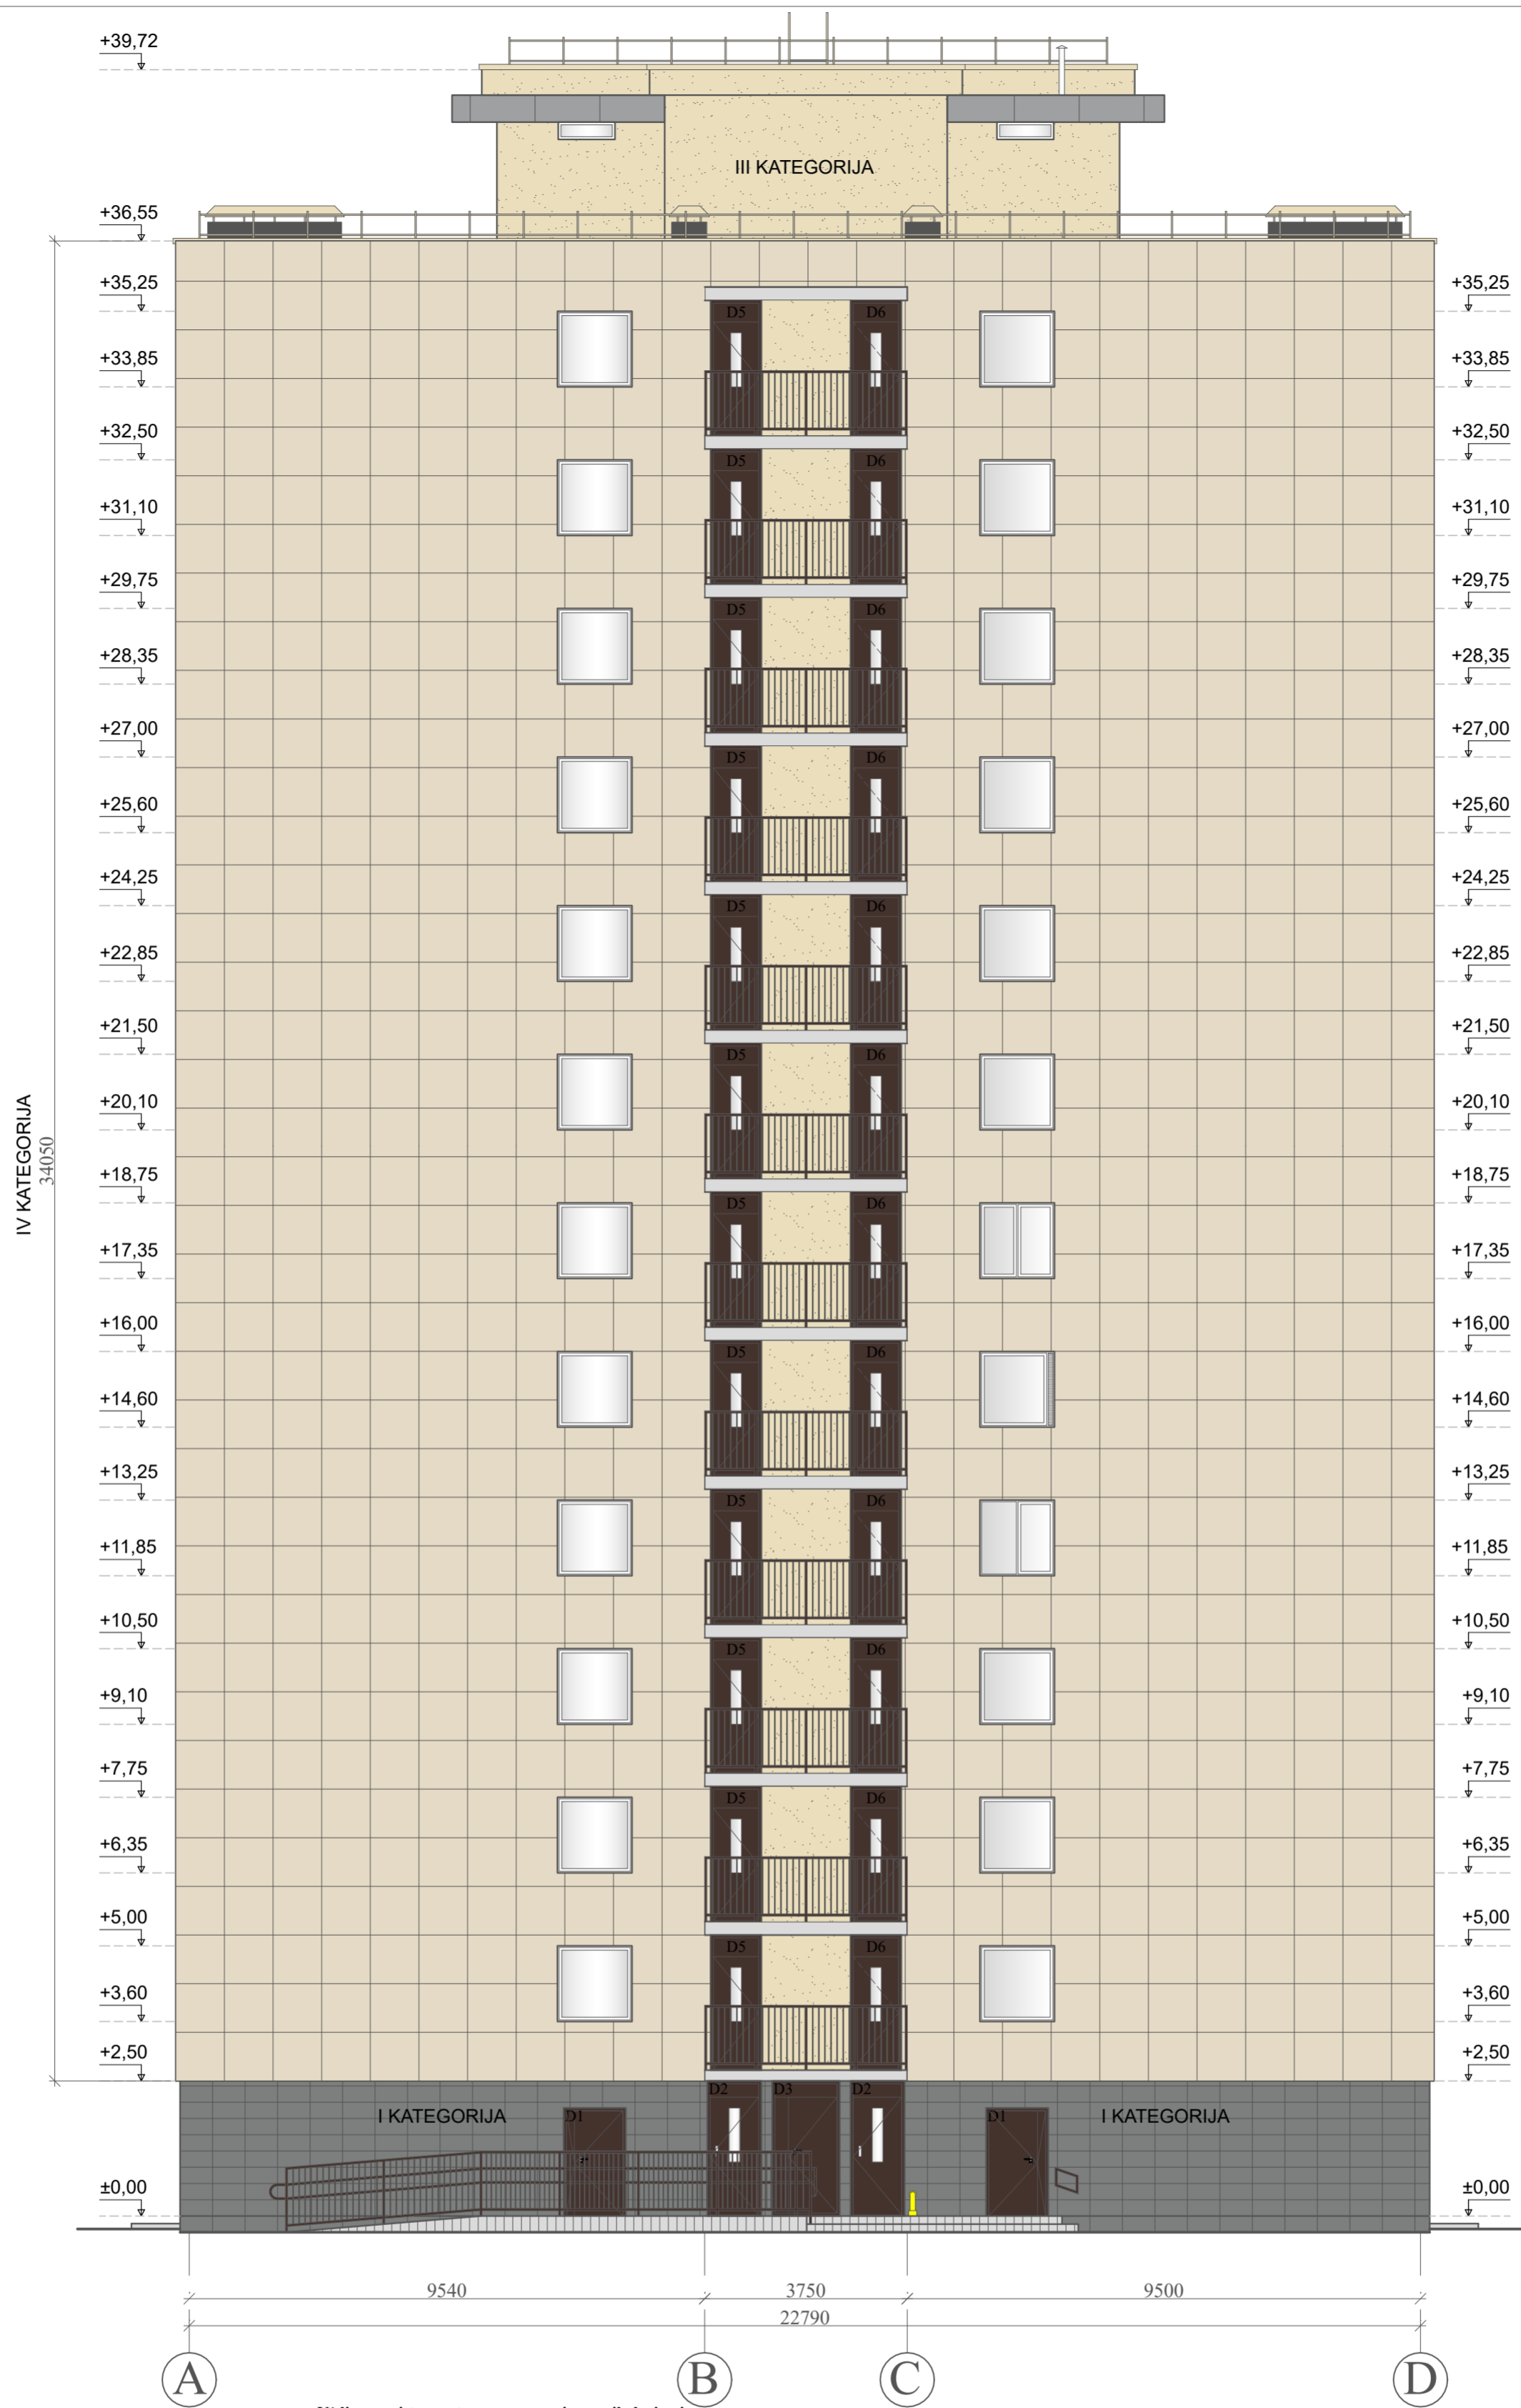 +39,72
III KATEGORIJA
+36,55
+35,25 +35,25
D5 D6
+33,85 +33,85
+32,50 +32,50
D5 D6
+31,10 +31,10
+29,75 +29,75
D5 D6
+28,35 +28,35
+27,00 +27,00
D5 D6
+25,60 +25,60
+24,25 +24,25
D5 D6
+22,85 +22,85
+21,50 +21,50
D5 D6
+20,10 +20,10
IV KATEGORIJA
34050
+18,75 +18,75
D5 D6
+17,35 +17,35
+16,00 +16,00
D5 D6
+14,60 +14,60
+13,25 +13,25
D5 D6
+11,85 +11,85
+10,50 +10,50
D5 D6
+9,10 +9,10
+7,75 +7,75
D5 D6
+6,35 +6,35
+5,00 +5,00
D5 D6
+3,60 +3,60
+2,50 +2,50
D2 D3 D2
I KATEGORIJA I KATEGORIJA
D1 D1
±0,00 ±0,00
9540 3750 9500
22790
A B C D